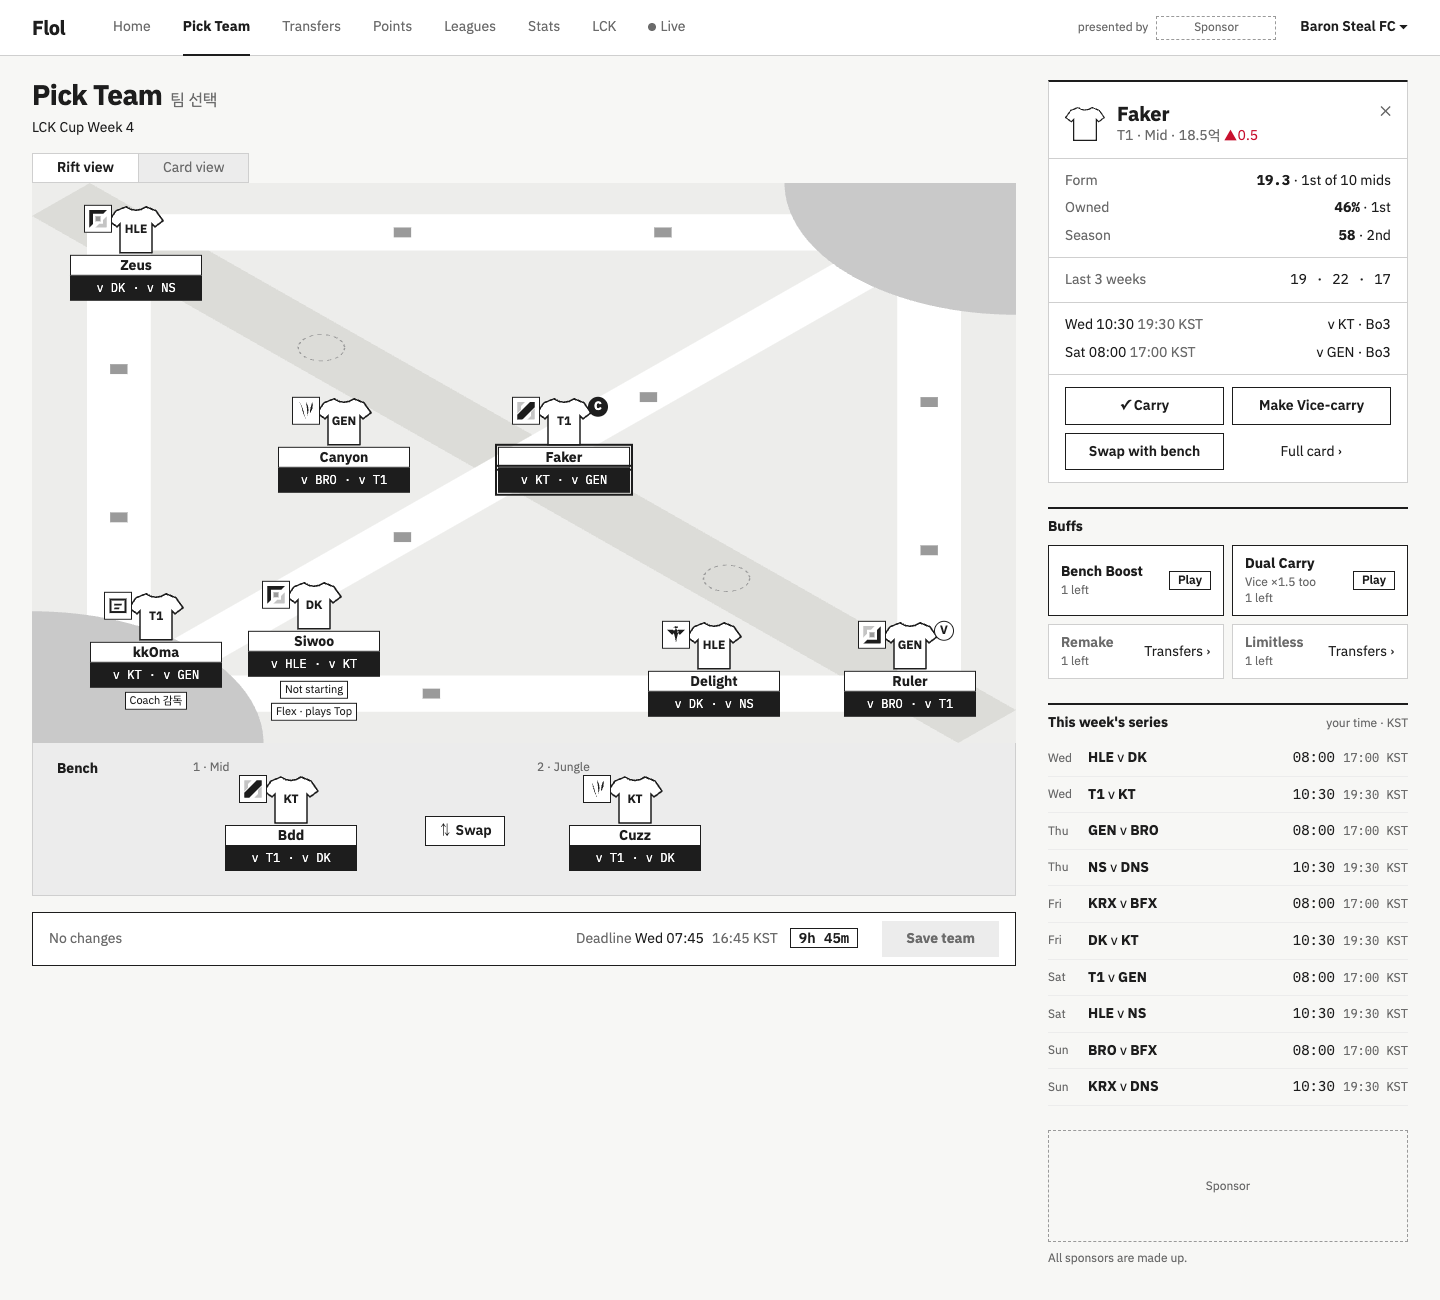 Flol
Home
Pick Team
Transfers
Points
Leagues
Stats
LCK
Live
presented by
Sponsor
Baron Steal FC
Pick Team 팀 선택
LCK Cup Week 4
Rift view
Card view
HLE
Zeus
v DK · v NS
GEN
Canyon
v BRO · v T1
T1
C
Faker
v KT · v GEN
T1
kkOma
v KT · v GEN
Coach 감독
DK
Siwoo
v HLE · v KT
Not starting
Flex · plays Top
HLE
Delight
v DK · v NS
GEN
V
Ruler
v BRO · v T1
Bench
1 · Mid
KT
Bdd
v T1 · v DK
Swap
2 · Jungle
KT
Cuzz
v T1 · v DK
No changes
Deadline Wed 07:45 16:45 KST
9h 45m
Save team
Faker
T1 · Mid · 18.5억 ▲0.5
×
Form
19.3 · 1st of 10 mids
Owned
46% · 1st
Season
58 · 2nd
Last 3 weeks
19 · 22 · 17
Wed 10:30 19:30 KST
v KT · Bo3
Sat 08:00 17:00 KST
v GEN · Bo3
✓ Carry
Make Vice-carry
Swap with bench
Full card ›
Buffs
Bench Boost
1 left
Play
Dual Carry
Vice ×1.5 too
1 left
Play
Remake
1 left
Transfers ›
Limitless
1 left
Transfers ›
This week's series
your time · KST
Wed HLE v DK 08:00 17:00 KST
Wed T1 v KT 10:30 19:30 KST
Thu GEN v BRO 08:00 17:00 KST
Thu NS v DNS 10:30 19:30 KST
Fri KRX v BFX 08:00 17:00 KST
Fri DK v KT 10:30 19:30 KST
Sat T1 v GEN 08:00 17:00 KST
Sat HLE v NS 10:30 19:30 KST
Sun BRO v BFX 08:00 17:00 KST
Sun KRX v DNS 10:30 19:30 KST
Sponsor
All sponsors are made up.